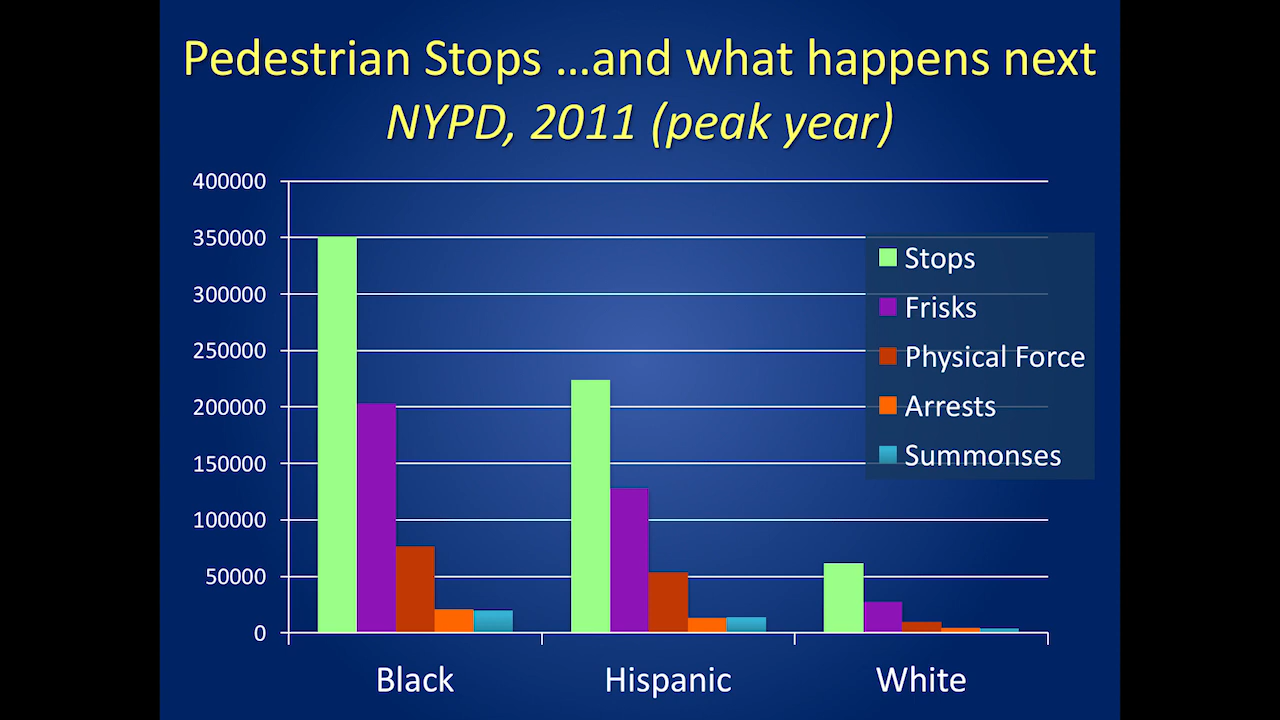 Pedestrian Stops …and what happens next
NYPD, 2011 (peak year)
400000
350000
300000
250000
200000
150000
100000
50000
0
Stops
Frisks
Physical Force
Arrests
Summonses
Black
Hispanic
White